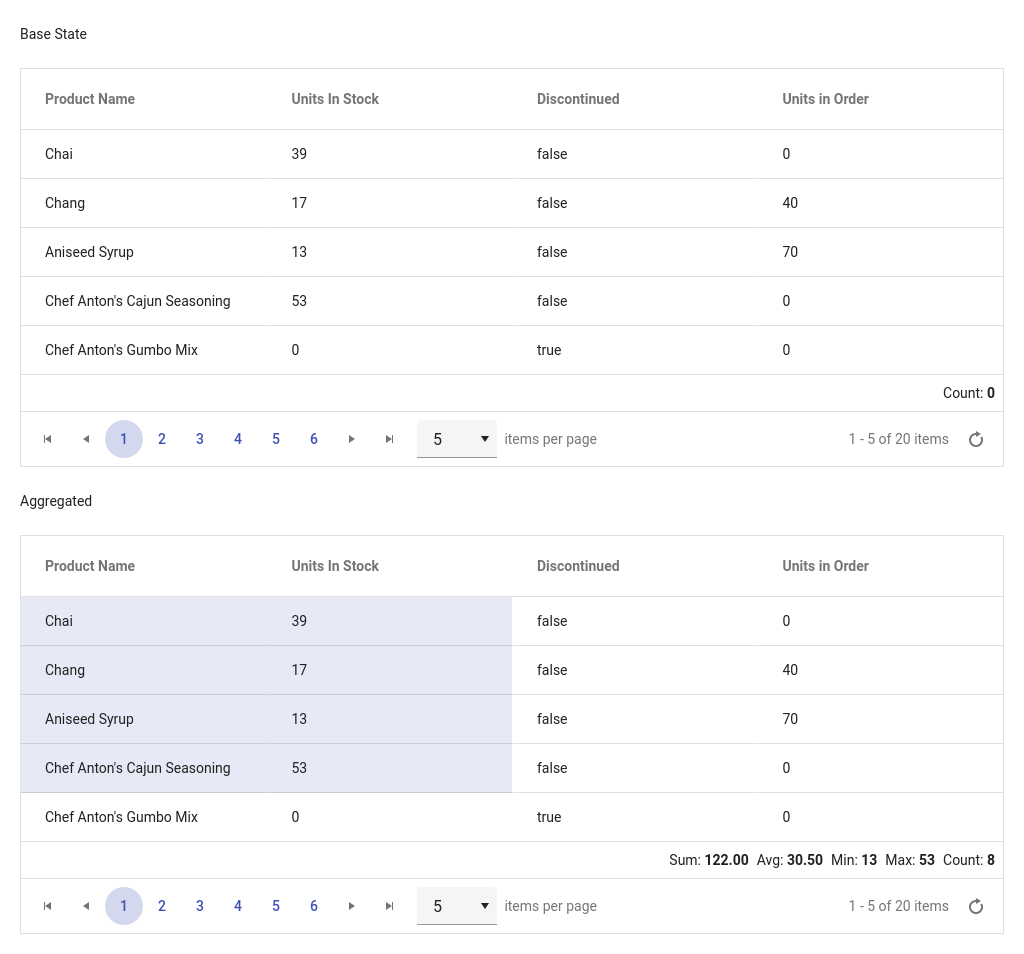 Base State
Product Name Units In Stock Discontinued Units in Order
Chai 39 false 0
Chang 17 false 40
Aniseed Syrup 13 false 70
Chef Anton's Cajun Seasoning 53 false 0
Chef Anton's Gumbo Mix 0 true 0
Count: 0
1 2 3 4 5 6 5 items per page 1 - 5 of 20 items
Aggregated
Product Name Units In Stock Discontinued Units in Order
Chai 39 false 0
Chang 17 false 40
Aniseed Syrup 13 false 70
Chef Anton's Cajun Seasoning 53 false 0
Chef Anton's Gumbo Mix 0 true 0
Sum: 122.00 Avg: 30.50 Min: 13 Max: 53 Count: 8
1 2 3 4 5 6 5 items per page 1 - 5 of 20 items